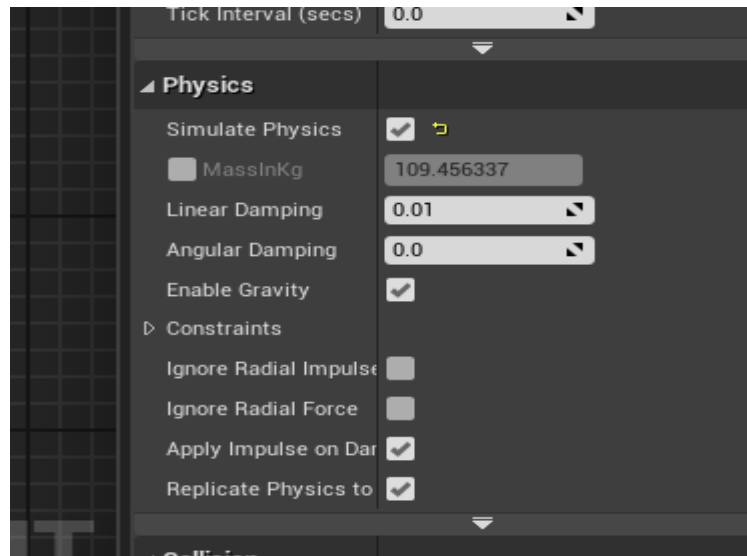 Tick Interval (secs) 0.0
Physics
Simulate Physics
MassInKg 109.456337
Linear Damping 0.01
Angular Damping 0.0
Enable Gravity
Constraints
Ignore Radial Impulse
Ignore Radial Force
Apply Impulse on Dar
Replicate Physics to
Collision